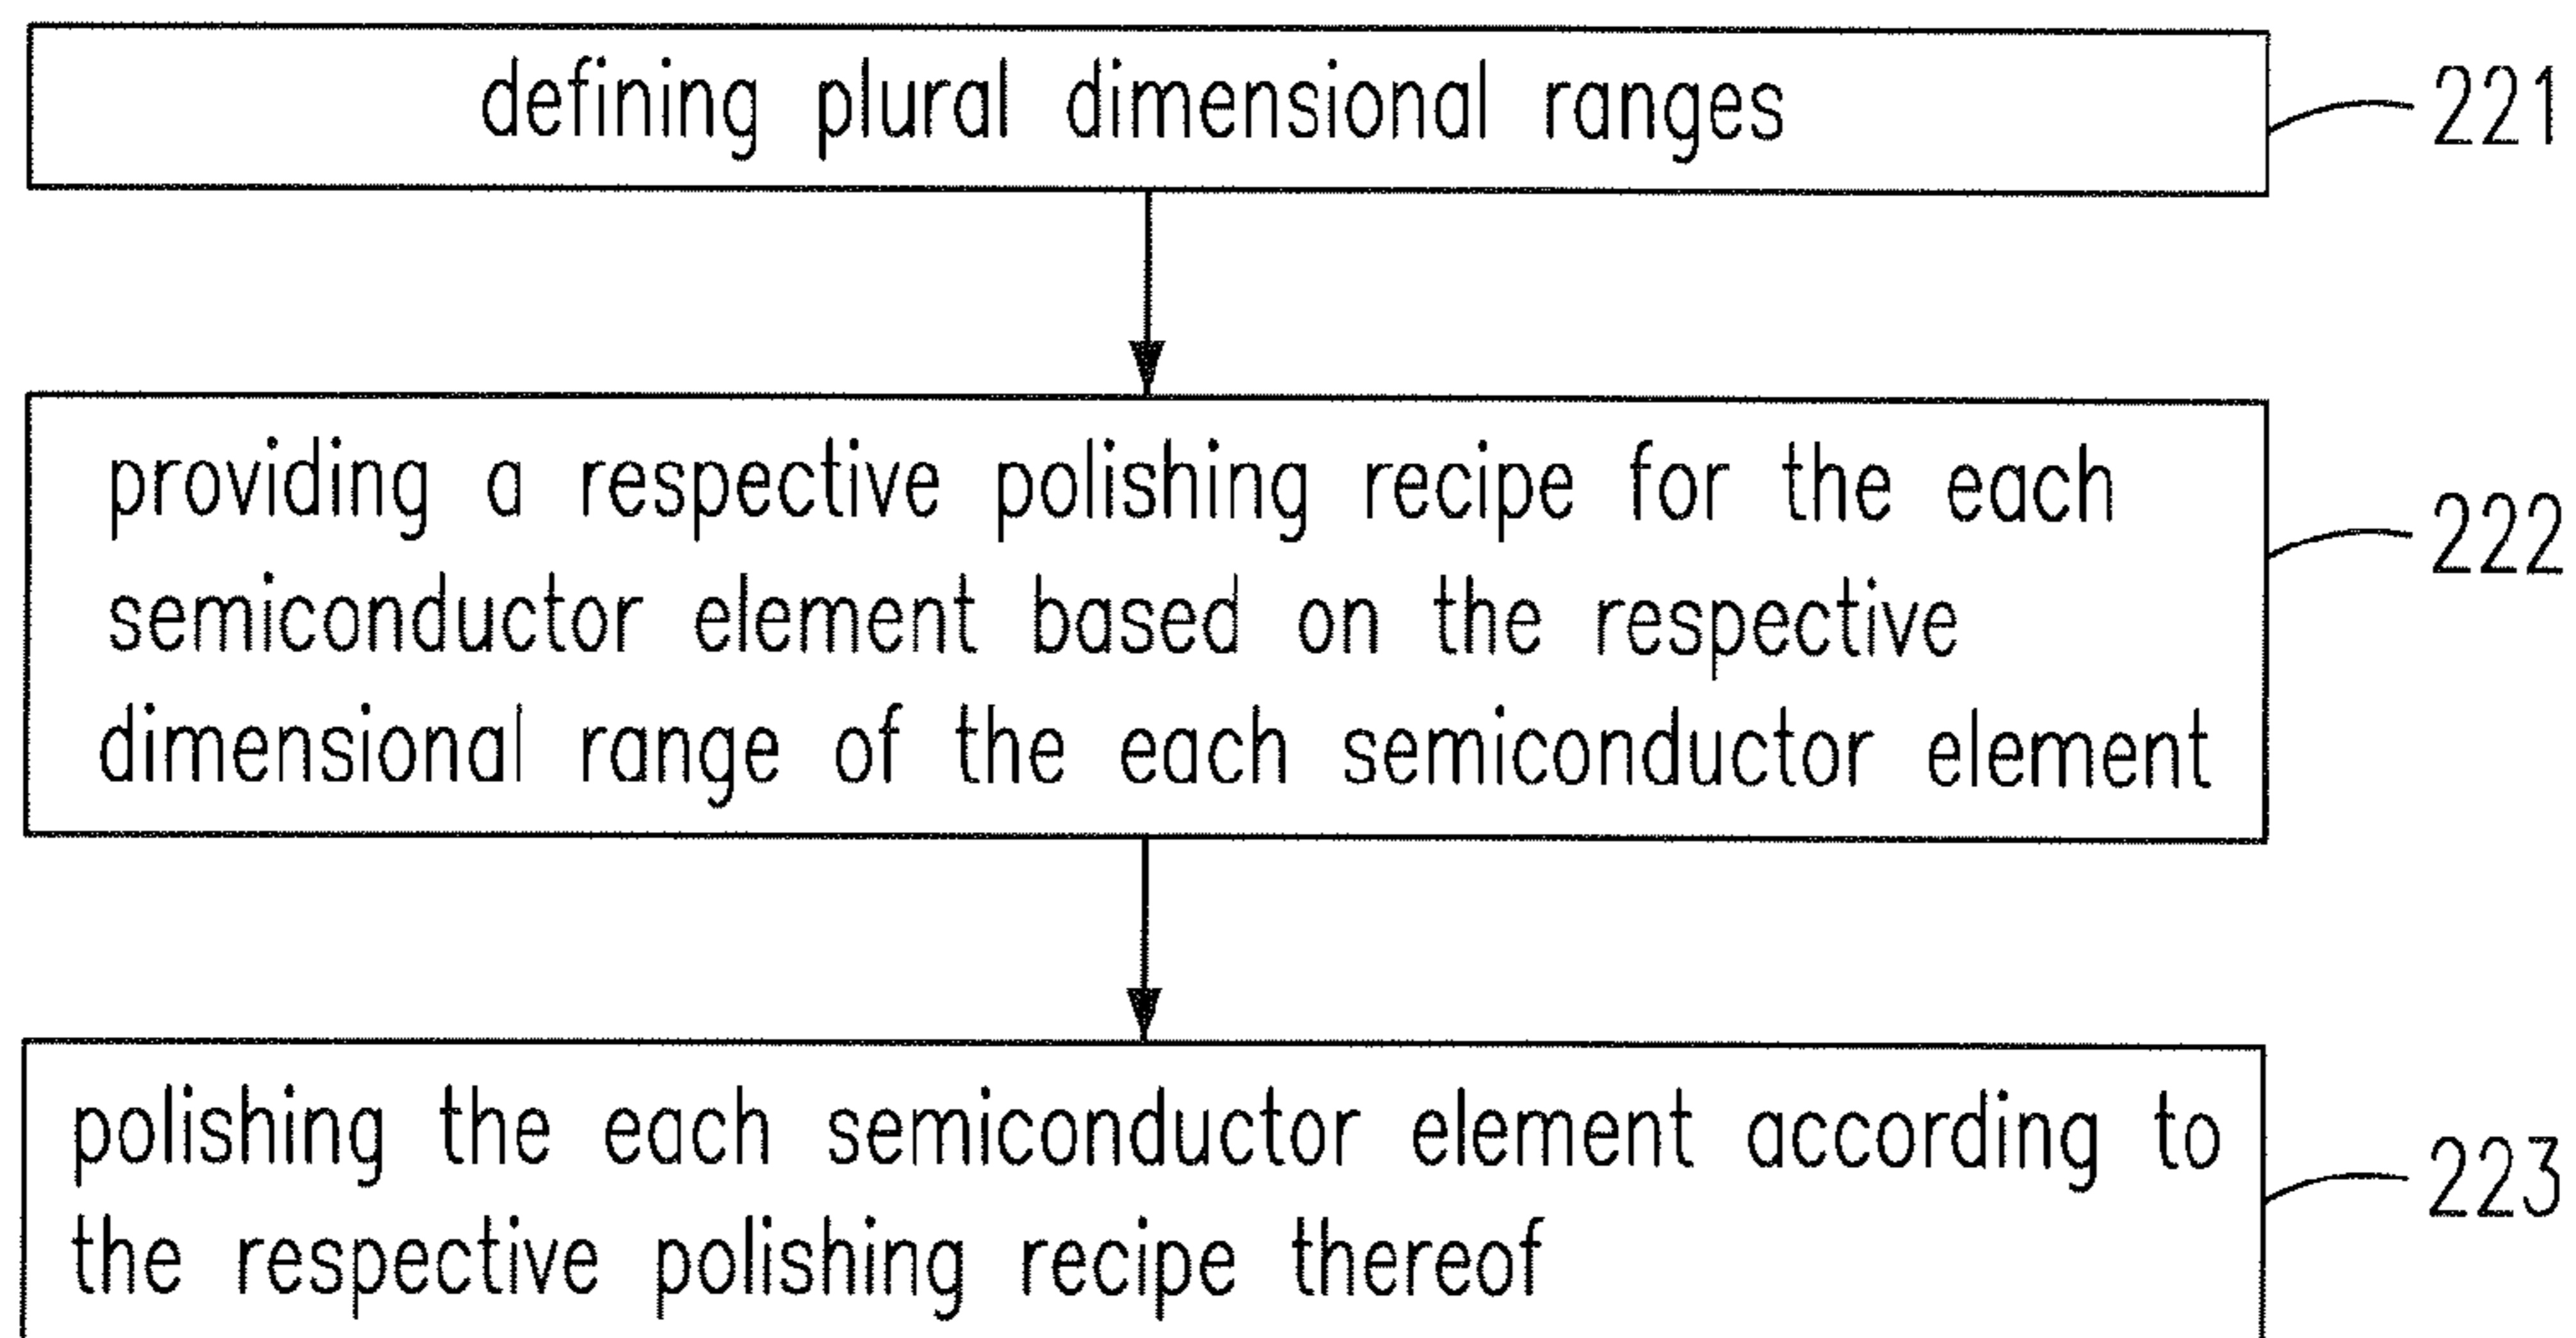 defining plural dimensional ranges
221
providing a respective polishing recipe for the each
semiconductor element based on the respective
dimensional range of the each semiconductor element
222
polishing the each semiconductor element according to
the respective polishing recipe thereof
223